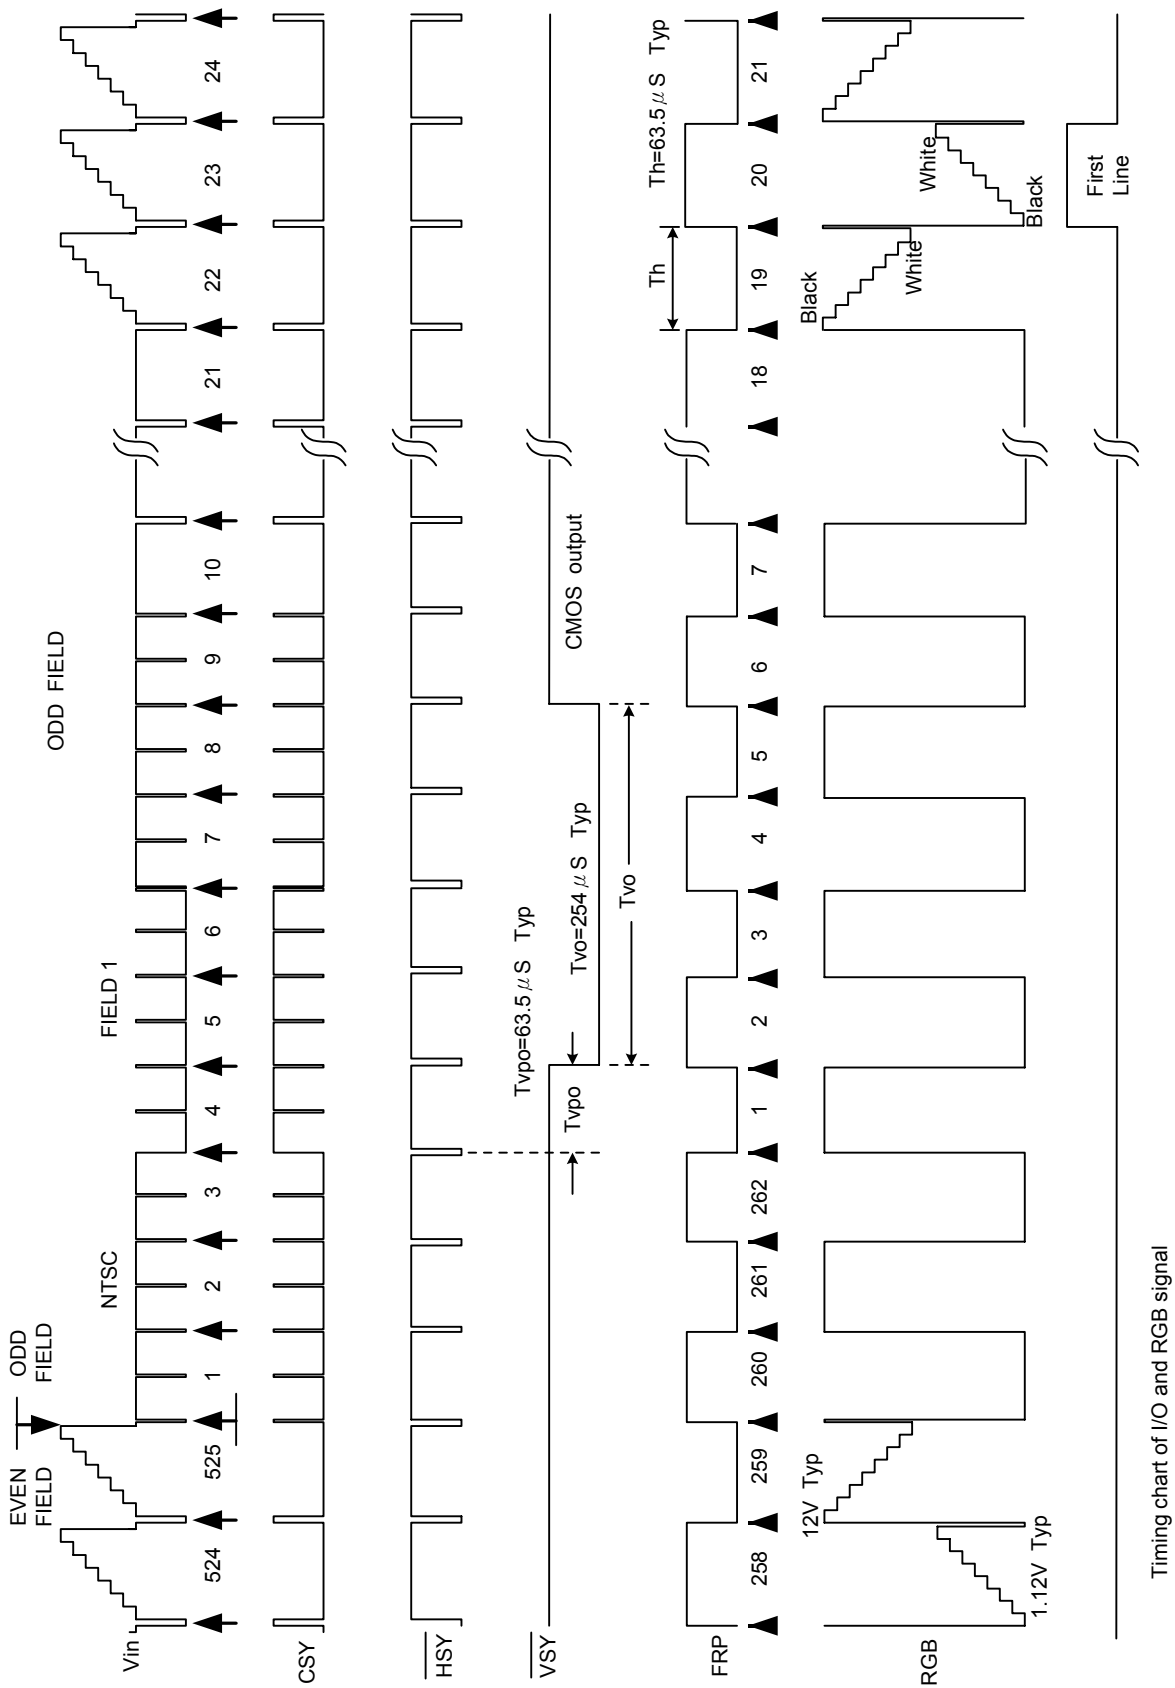 EVEN FIELD
ODD FIELD
NTSC
FIELD 1
ODD FIELD
Vin
524 525 1 2 3 4 5 6 7 8 9 10 21 22 23 24
CSY
HSY
VSY
Tvpo=63.5μS Typ
Tvpo
Tvo=254μS Typ
Tvo
CMOS output
Th=63.5μS Typ
Th
FRP
258 259 260 261 262 1 2 3 4 5 6 7 18 19 20 21
RGB
1.12V Typ
12V Typ
Black
White
Black
White
First
Line
Timing chart of I/O and RGB signal